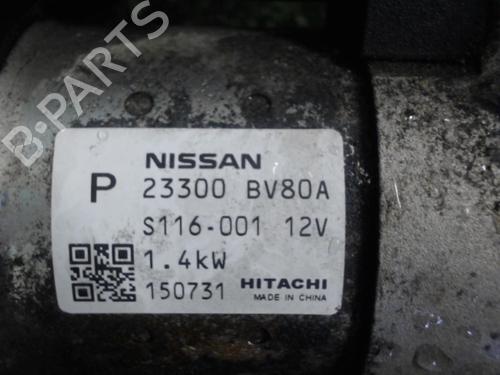 B-PARTS
NISSAN
P 23300 BV80A
S116-001 12V
1.4kW
150731 HITACHI
MADE IN CHINA